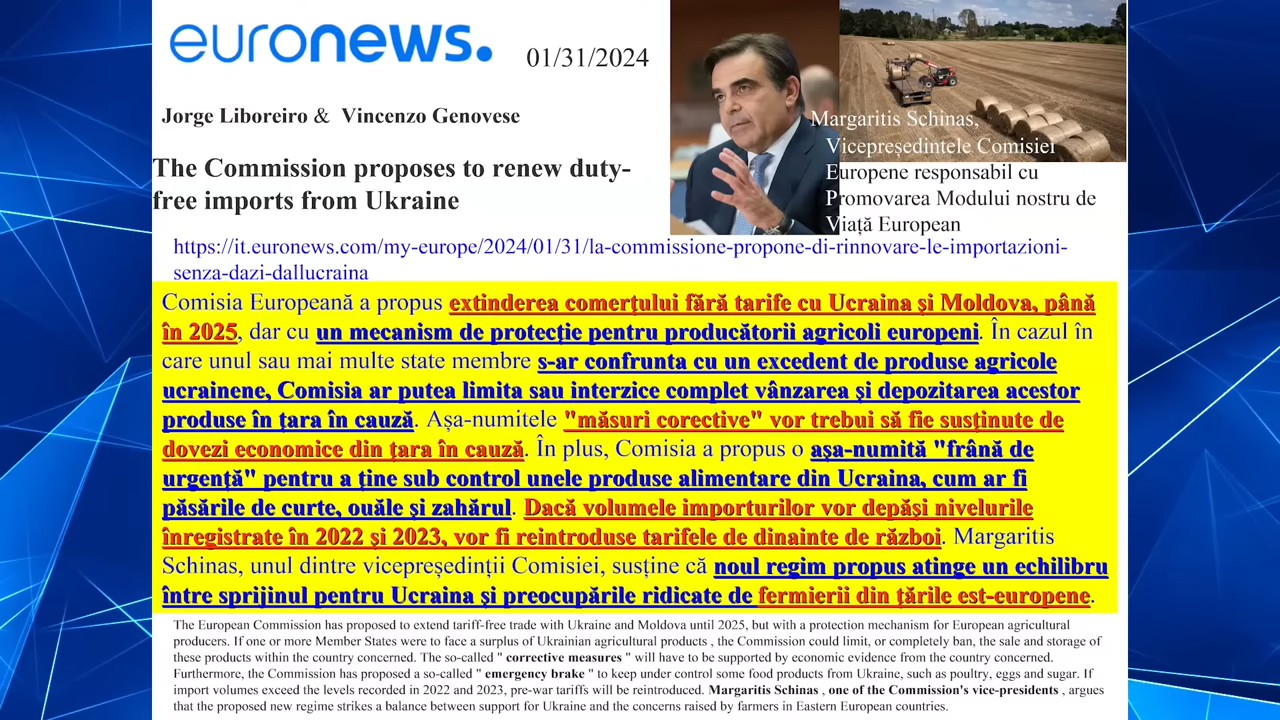 euronews.
01/31/2024
Jorge Liboreiro & Vincenzo Genovese
The Commission proposes to renew duty-
free imports from Ukraine
Margaritis Schinas,
Vicepreședintele Comisiei
Europene responsabil cu
Promovarea Modului nostru de
Viață European
https://it.euronews.com/my-europe/2024/01/31/la-commissione-propone-di-rinnovare-le-importazioni-
senza-dazi-dallucraina
Comisia Europeană a propus extinderea comerțului fără tarife cu Ucraina și Moldova, până
în 2025, dar cu un mecanism de protecție pentru producătorii agricoli europeni. În cazul în
care unul sau mai multe state membre s-ar confrunta cu un excedent de produse agricole
ucrainene, Comisia ar putea limita sau interzice complet vânzarea și depozitarea acestor
produse în țara în cauză. Așa-numitele "măsuri corective" vor trebui să fie susținute de
dovezi economice din țara în cauză. În plus, Comisia a propus o așa-numită "frână de
urgență" pentru a ține sub control unele produse alimentare din Ucraina, cum ar fi
păsările de curte, ouăle și zahărul. Dacă volumele importurilor vor depăși nivelurile
înregistrate în 2022 și 2023, vor fi reintroduse tarifele de dinainte de război. Margaritis
Schinas, unul dintre vicepreședinții Comisiei, susține că noul regim propus atinge un echilibru
între sprijinul pentru Ucraina și preocupările ridicate de fermierii din țările est-europene.
The European Commission has proposed to extend tariff-free trade with Ukraine and Moldova until 2025, but with a protection mechanism for European agricultural
producers. If one or more Member States were to face a surplus of Ukrainian agricultural products , the Commission could limit, or completely ban, the sale and storage of
these products within the country concerned. The so-called " corrective measures " will have to be supported by economic evidence from the country concerned.
Furthermore, the Commission has proposed a so-called " emergency brake " to keep under control some food products from Ukraine, such as poultry, eggs and sugar. If
import volumes exceed the levels recorded in 2022 and 2023, pre-war tariffs will be reintroduced. Margaritis Schinas , one of the Commission's vice-presidents , argues
that the proposed new regime strikes a balance between support for Ukraine and the concerns raised by farmers in Eastern European countries.